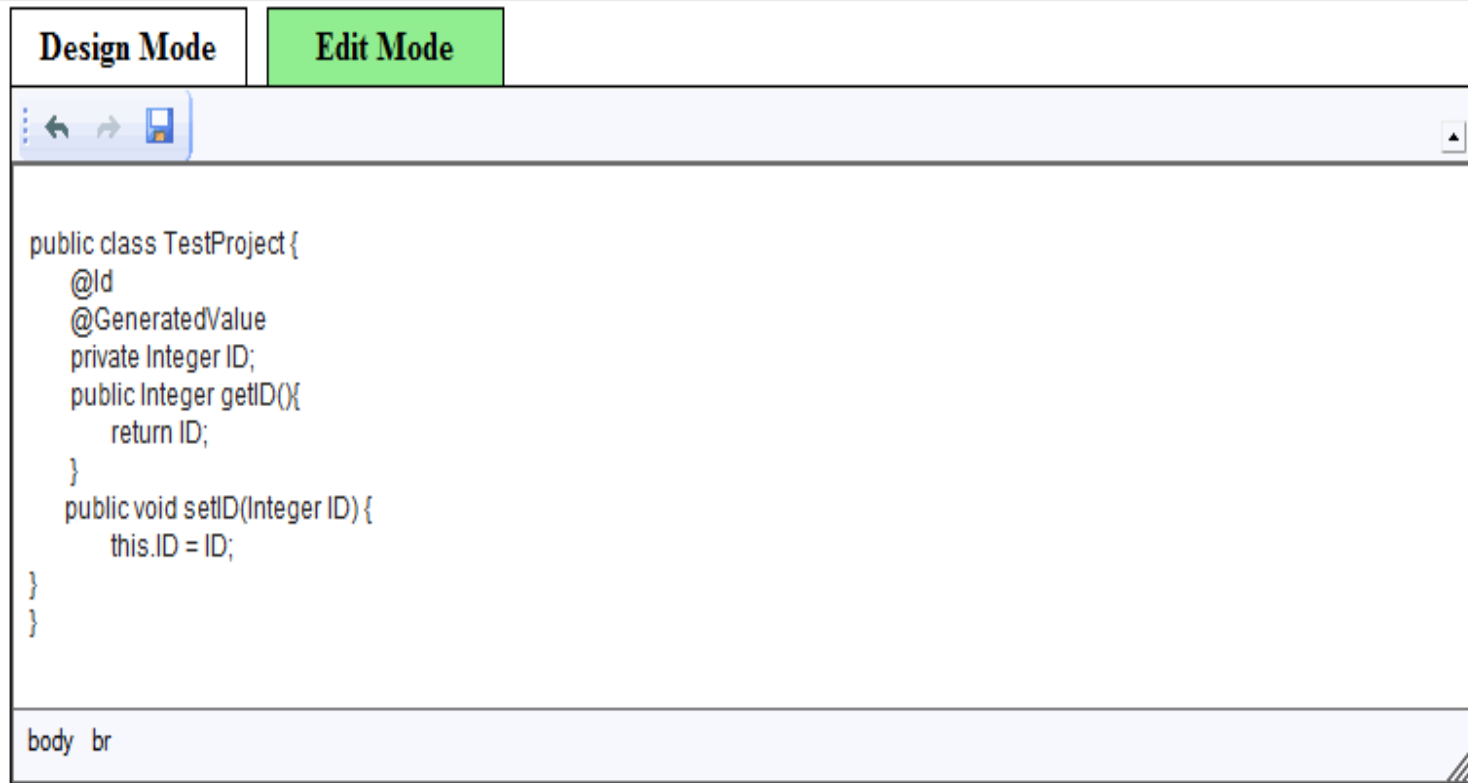 Design Mode Edit Mode
public class TestProject {
@Id
@GeneratedValue
private Integer ID;
public Integer getID(){
return ID;
}
public void setID(Integer ID) {
this.ID = ID;
}
}
body br